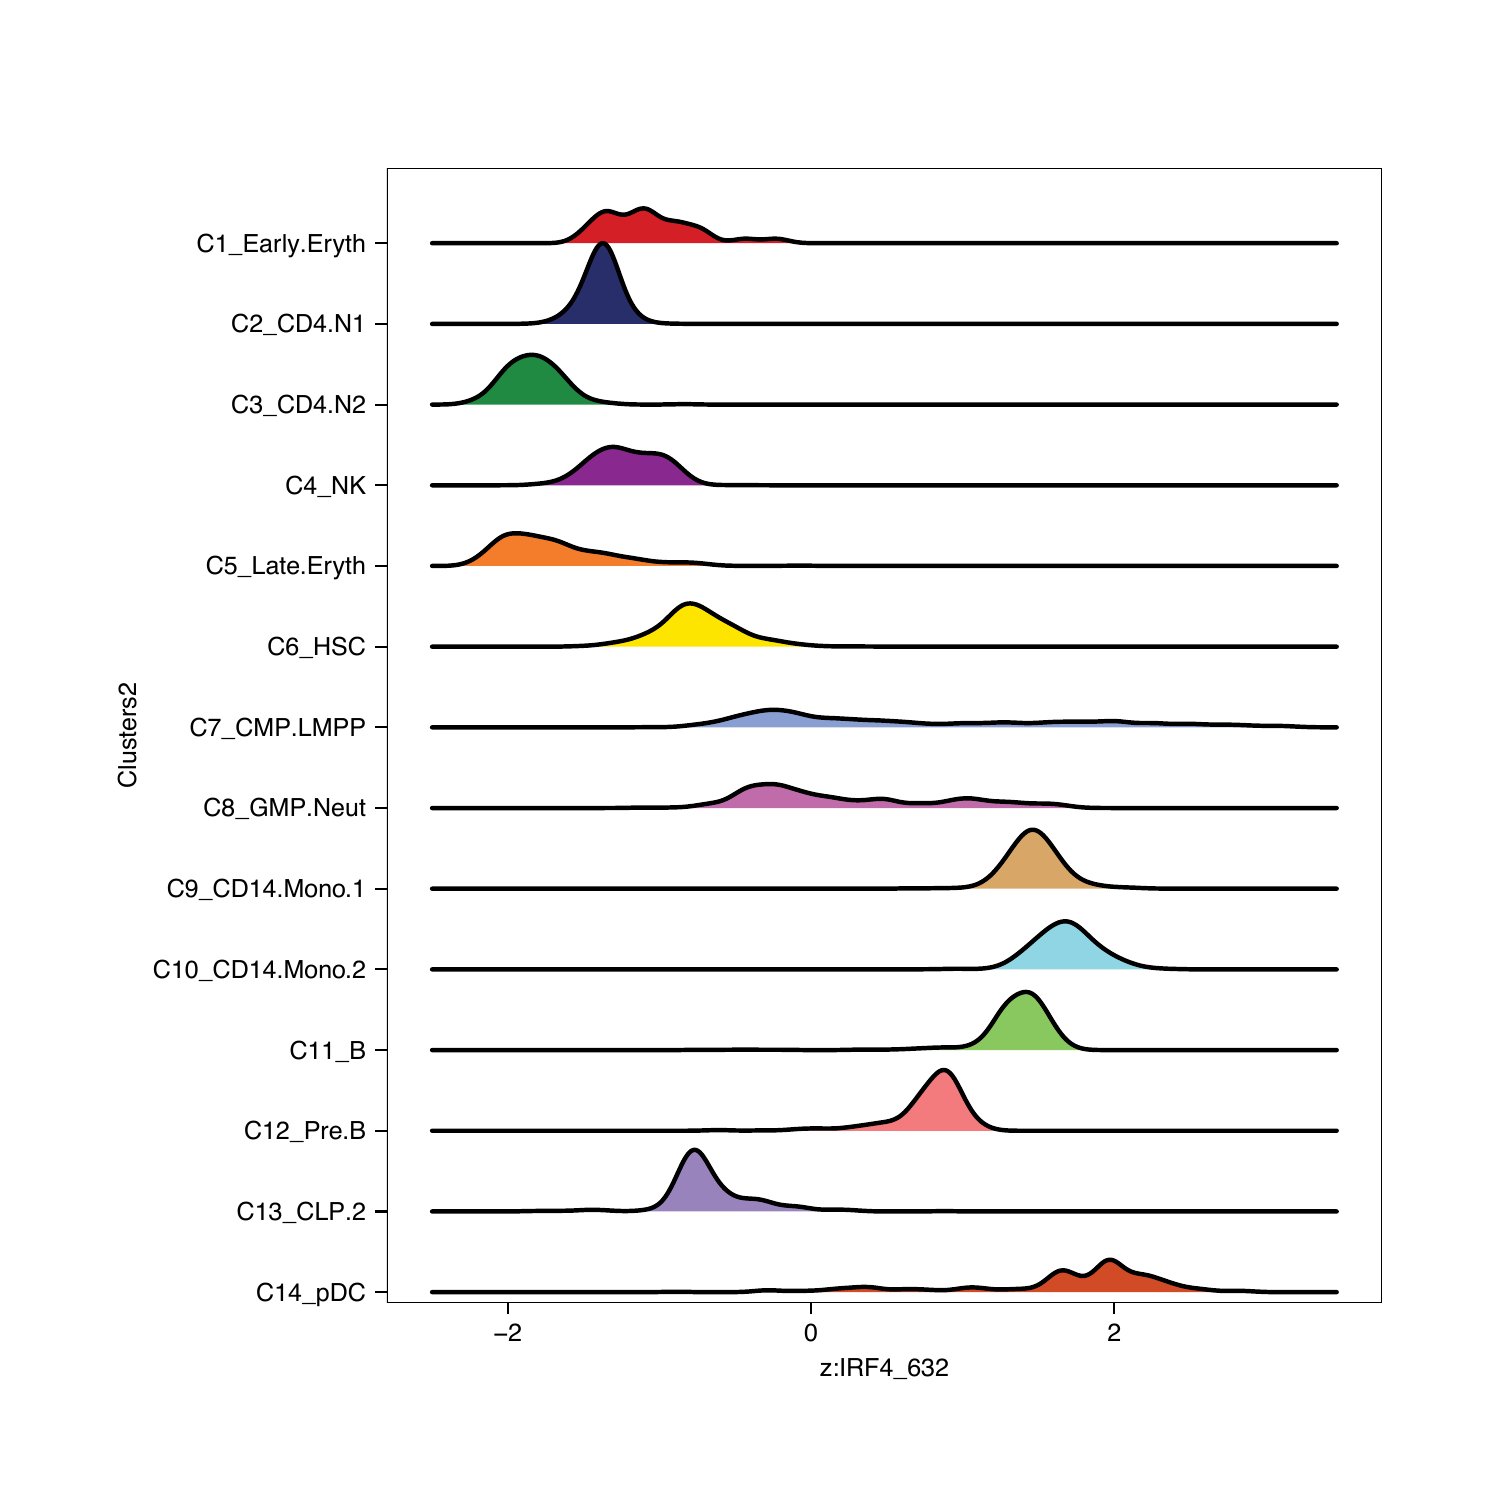 C1_Early.Eryth
C2_CD4.N1
C3_CD4.N2
C4_NK
C5_Late.Eryth
C6_HSC
C7_CMP.LMPP
C8_GMP.Neut
C9_CD14.Mono.1
C10_CD14.Mono.2
C11_B
C12_Pre.B
C13_CLP.2
C14_pDC
Clusters2
−2 0 2
z:IRF4_632